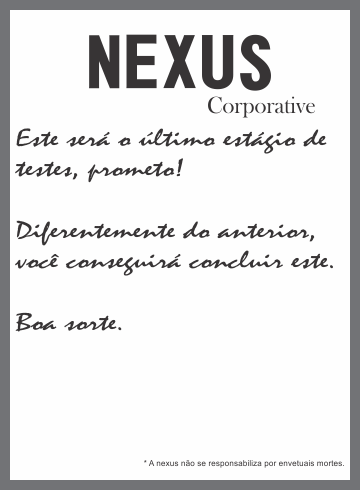 NEXUS
Corporative
Este será o último estágio de
testes, prometo!
Diferentemente do anterior,
você conseguirá concluir este.
Boa sorte.
* A nexus não se responsabiliza por envetuais mortes.